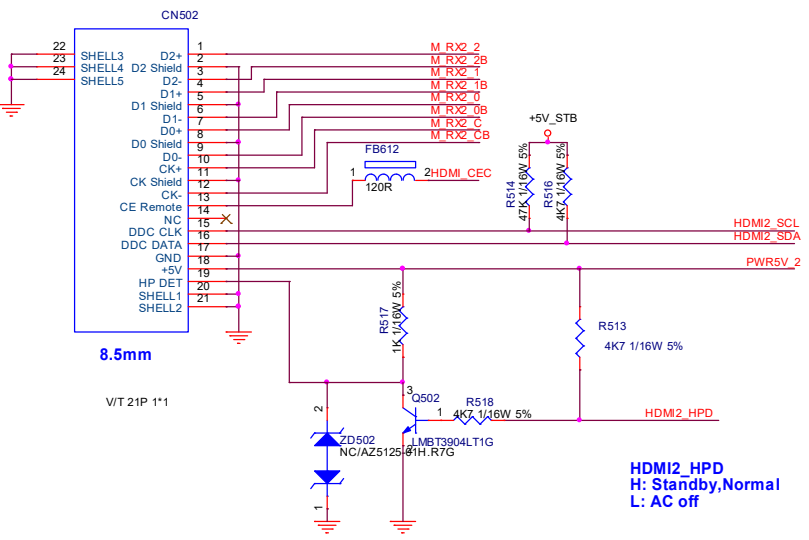 CN502
22 SHELL3
23 SHELL4
24 SHELL5
D2+ 1 M_RX2_2
D2 Shield 2
D2- 3 M_RX2_2B
D1+ 4 M_RX2_1
D1 Shield 5
D1- 6 M_RX2_1B
D0+ 7 M_RX2_0
D0 Shield 8
D0- 9 M_RX2_0B
CK+ 10 M_RX2_C
CK Shield 11
CK- 12 M_RX2_CB
CE Remote 13
NC 14
DDC CLK 15
DDC DATA 16
GND 17
+5V 18
HP DET 19
SHELL1 20
SHELL2 21
FB612
1 2 HDMI_CEC
120R
+5V_STB
R514
47K 1/16W 5%
R516
4K7 1/16W 5%
HDMI2_SCL
HDMI2_SDA
PWR5V_2
R517
1K 1/16W 5%
R513
4K7 1/16W 5%
8.5mm
V/T 21P 1*1
3
Q502
1
R518
4K7 1/16W 5%
HDMI2_HPD
LMBT3904LT1G
2
ZD502
NC/AZ5125-01H.R7G
1
HDMI2_HPD
H: Standby,Normal
L: AC off